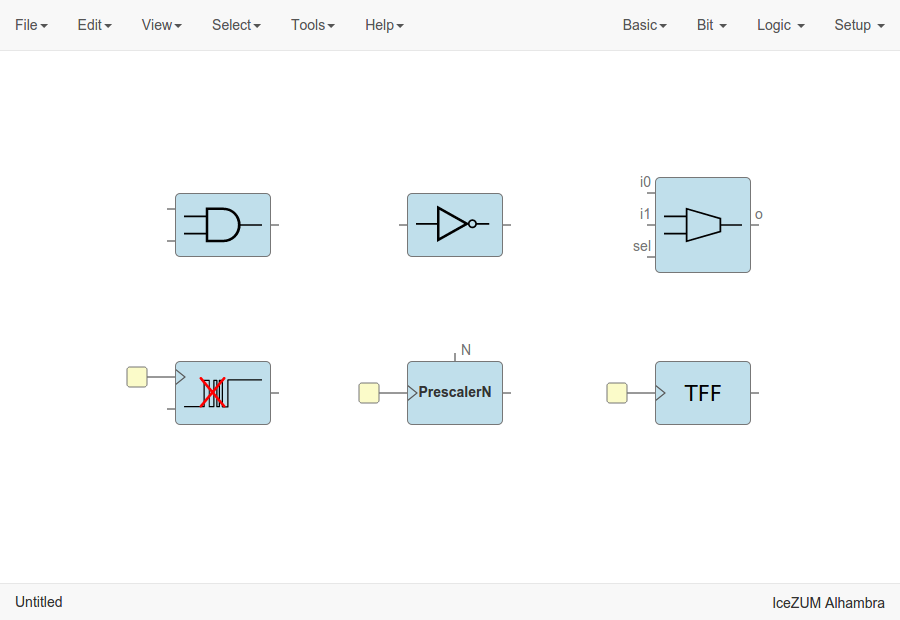 File Edit View Select Tools Help Basic Bit Logic Setup
i0
i1
sel
o
N
PrescalerN
TFF
Untitled
IceZUM Alhambra